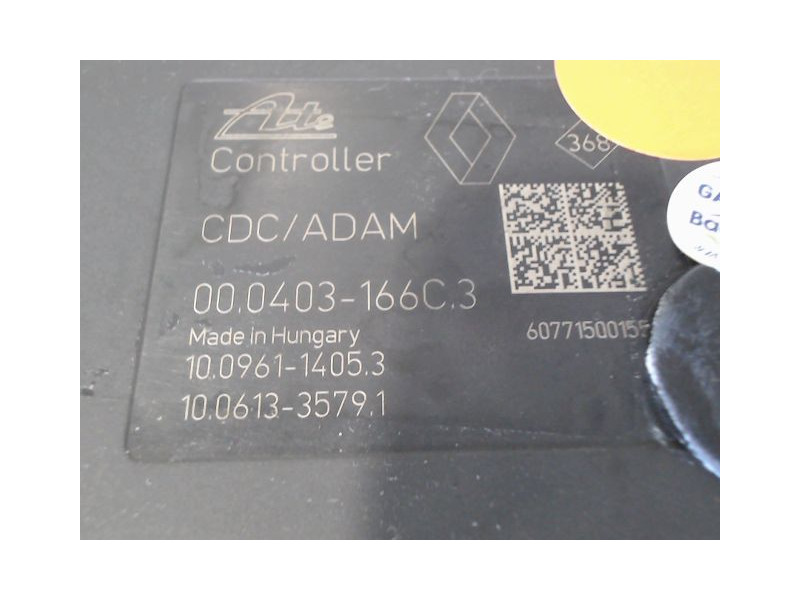 Ate
368
Controller
CDC/ADAM
00.0403-166C.3
Made in Hungary
60771500155
10.0961-1405.3
10.0613-3579.1